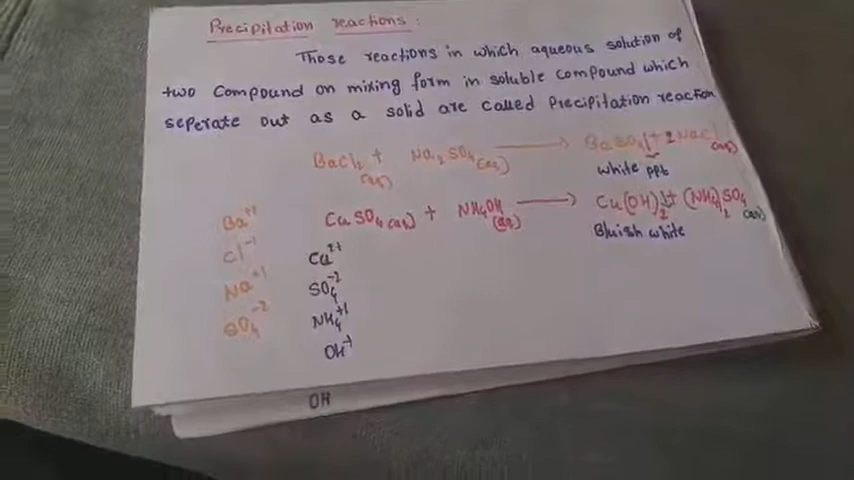 Precipitation reactions :
Those reactions in which aqueous solution of
two compound on mixing form in soluble compound which
seperate out as a solid are called Precipitation reaction
BaCl₂ (aq) + Na₂SO₄ (aq) → BaSO₄↓ + 2NaCl (aq)
white ppt
CuSO₄ (aq) + NH₄OH (aq) → Cu(OH)₂↓ + (NH₄)₂SO₄ (aq)
Bluish white
Ba⁺²
Cl⁻¹
Na⁺¹
SO₄⁻²
Cu²⁺
SO₄⁻²
NH₄⁺¹
OH⁻¹
OH